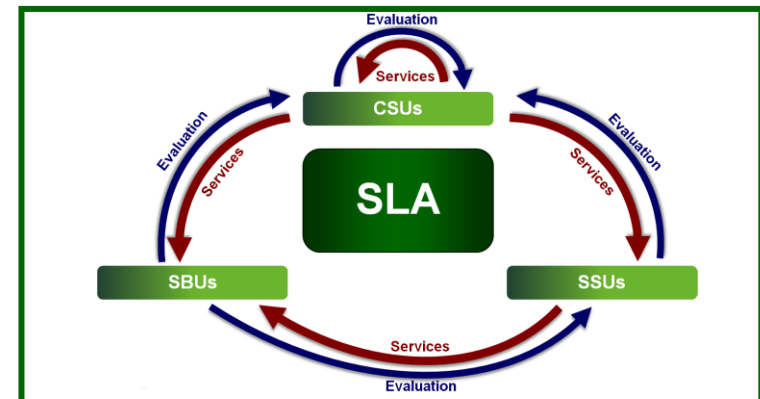 Evaluation
Services
CSUs
Evaluation
Services
Services
Evaluation
SLA
SBUs
SSUs
Services
Evaluation